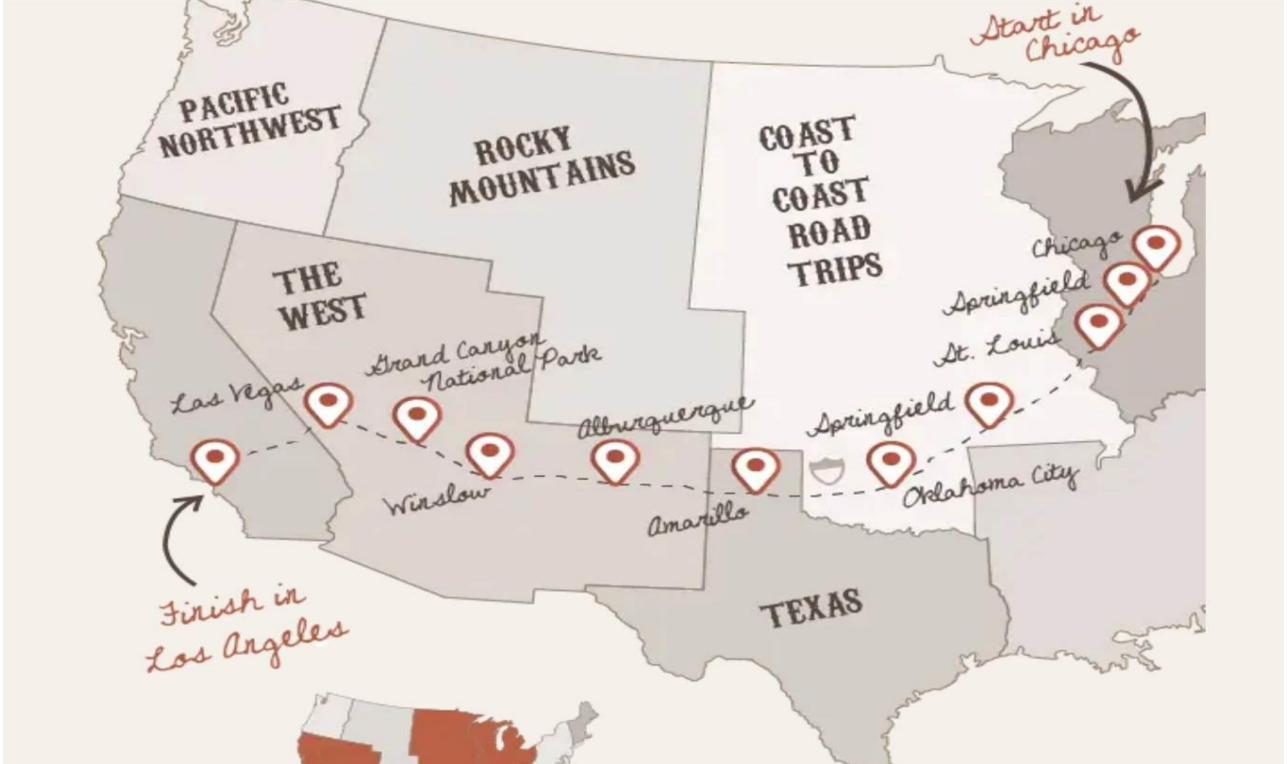 Start in
Chicago
PACIFIC
NORTHWEST
ROCKY
MOUNTAINS
COAST
TO
COAST
ROAD
TRIPS
THE
WEST
Chicago
Springfield
St. Louis
Grand Canyon
National Park
Las Vegas
Alburquerque
Springfield
Winslow
Oklahoma City
Amarillo
Finish in
Los Angeles
TEXAS